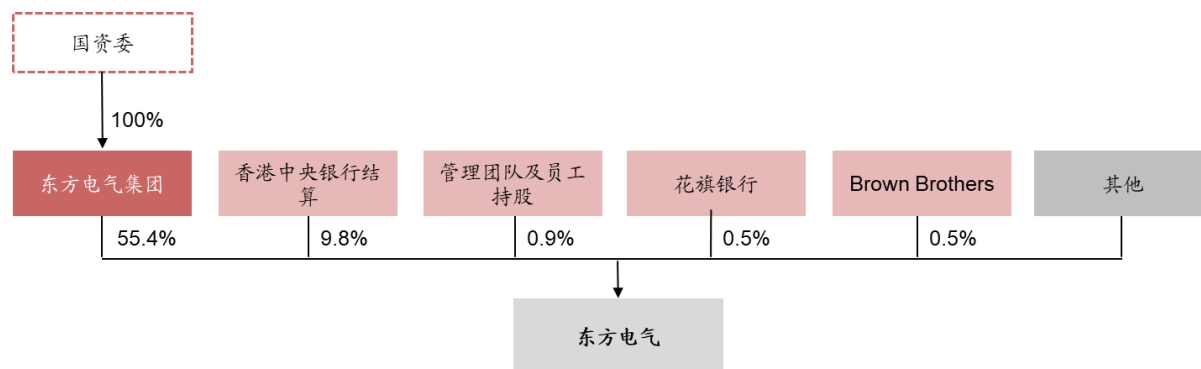 国资委
100%
东方电气集团
香港中央银行结
算
管理团队及员工
持股
花旗银行
Brown Brothers
其他
55.4%
9.8%
0.9%
0.5%
0.5%
东方电气